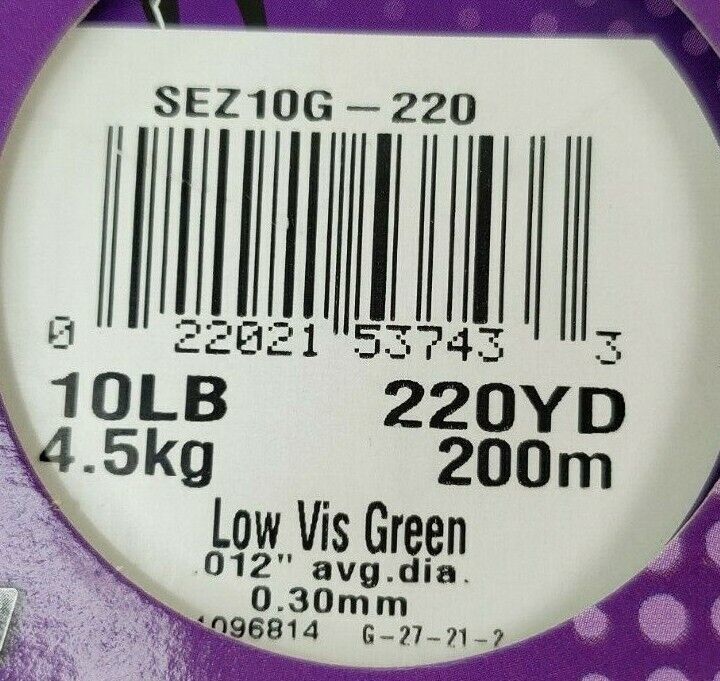 SEZ10G-220
0 22021 53743 3
10LB 220YD
4.5kg 200m
Low Vis Green
.012" avg.dia.
0.30mm
1096814 G-27-21-2